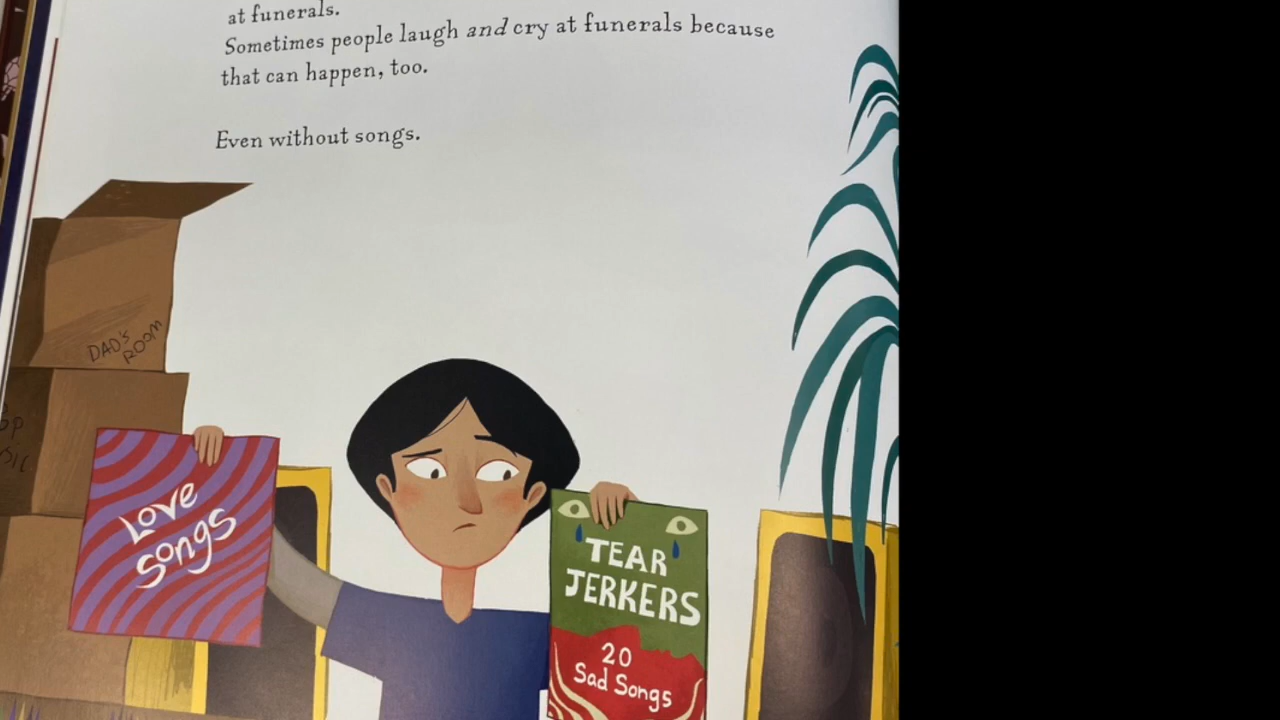 at funerals.
Sometimes people laugh and cry at funerals because
that can happen, too.
Even without songs.
DAD'S
ROOM
Love
Songs
TEAR
JERKERS
20
Sad Songs